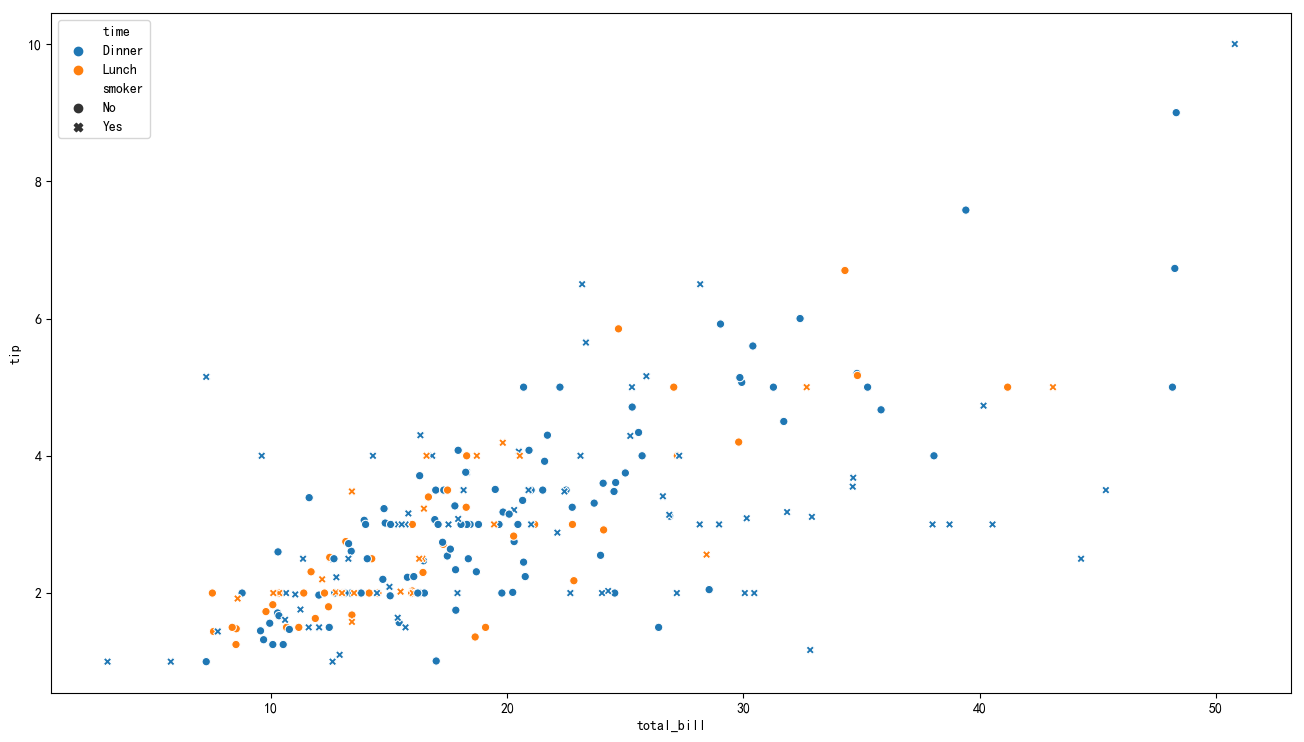 time
Dinner
Lunch
smoker
No
Yes
10
8
6
4
2
tip
10
20
30
40
50
total_bill